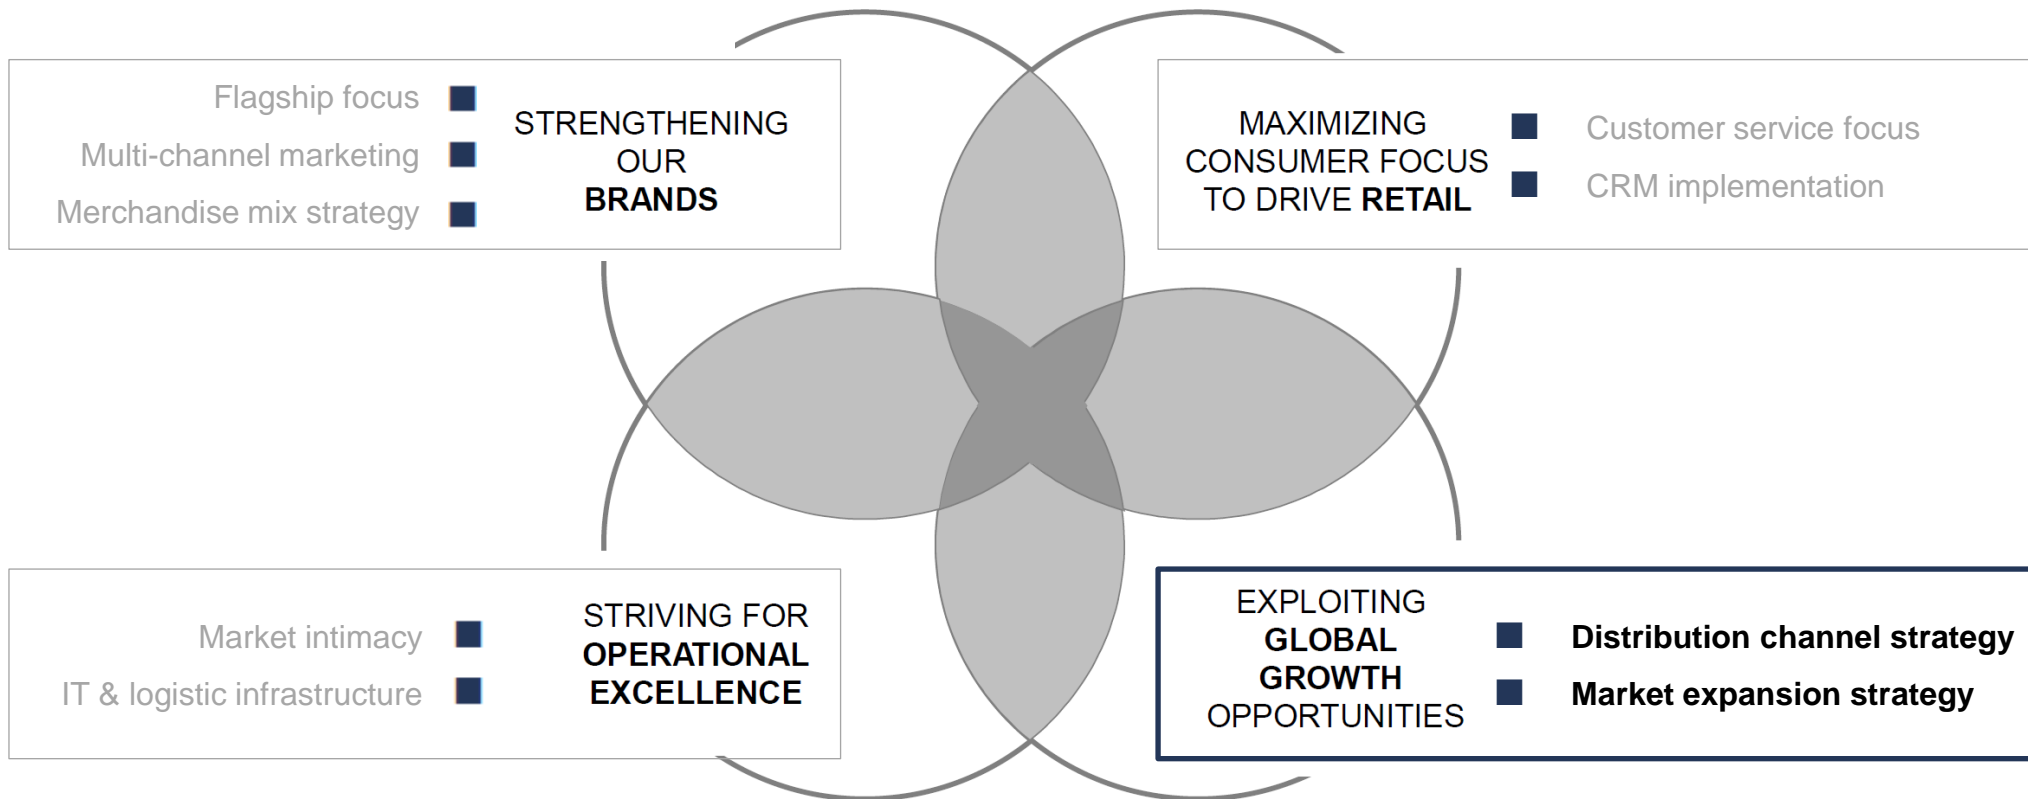 Flagship focus
Multi-channel marketing
Merchandise mix strategy
STRENGTHENING
OUR
BRANDS
MAXIMIZING
CONSUMER FOCUS
TO DRIVE RETAIL
Customer service focus
CRM implementation
Market intimacy
IT & logistic infrastructure
STRIVING FOR
OPERATIONAL
EXCELLENCE
EXPLOITING
GLOBAL
GROWTH
OPPORTUNITIES
Distribution channel strategy
Market expansion strategy